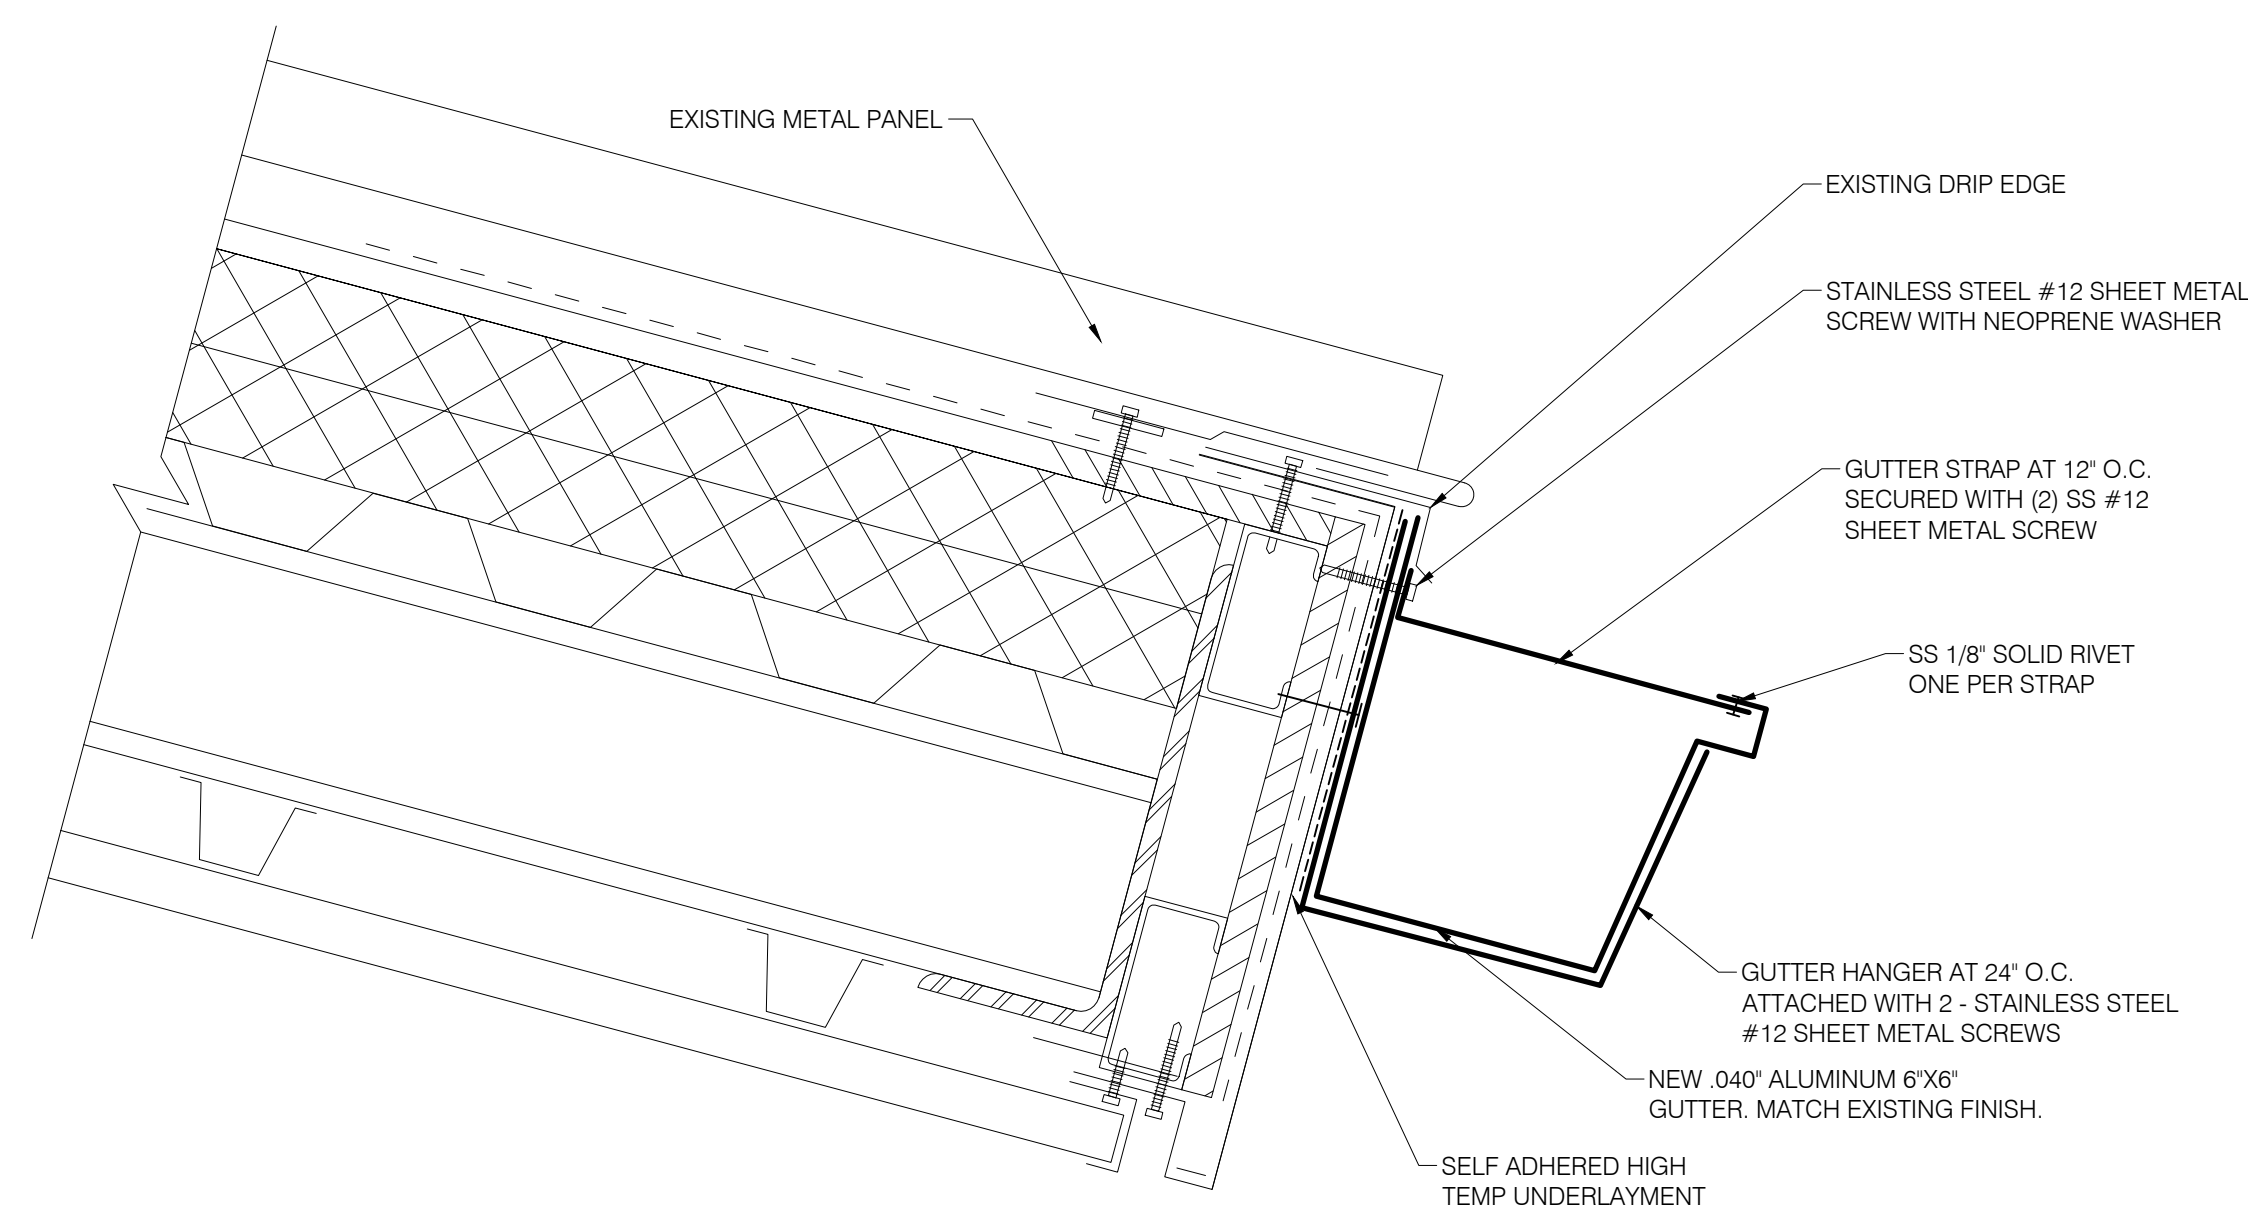 EXISTING METAL PANEL
EXISTING DRIP EDGE
STAINLESS STEEL #12 SHEET METAL
SCREW WITH NEOPRENE WASHER
GUTTER STRAP AT 12" O.C.
SECURED WITH (2) SS #12
SHEET METAL SCREW
SS 1/8" SOLID RIVET
ONE PER STRAP
GUTTER HANGER AT 24" O.C.
ATTACHED WITH 2 - STAINLESS STEEL
#12 SHEET METAL SCREWS
NEW .040" ALUMINUM 6"X6"
GUTTER. MATCH EXISTING FINISH.
SELF ADHERED HIGH
TEMP UNDERLAYMENT